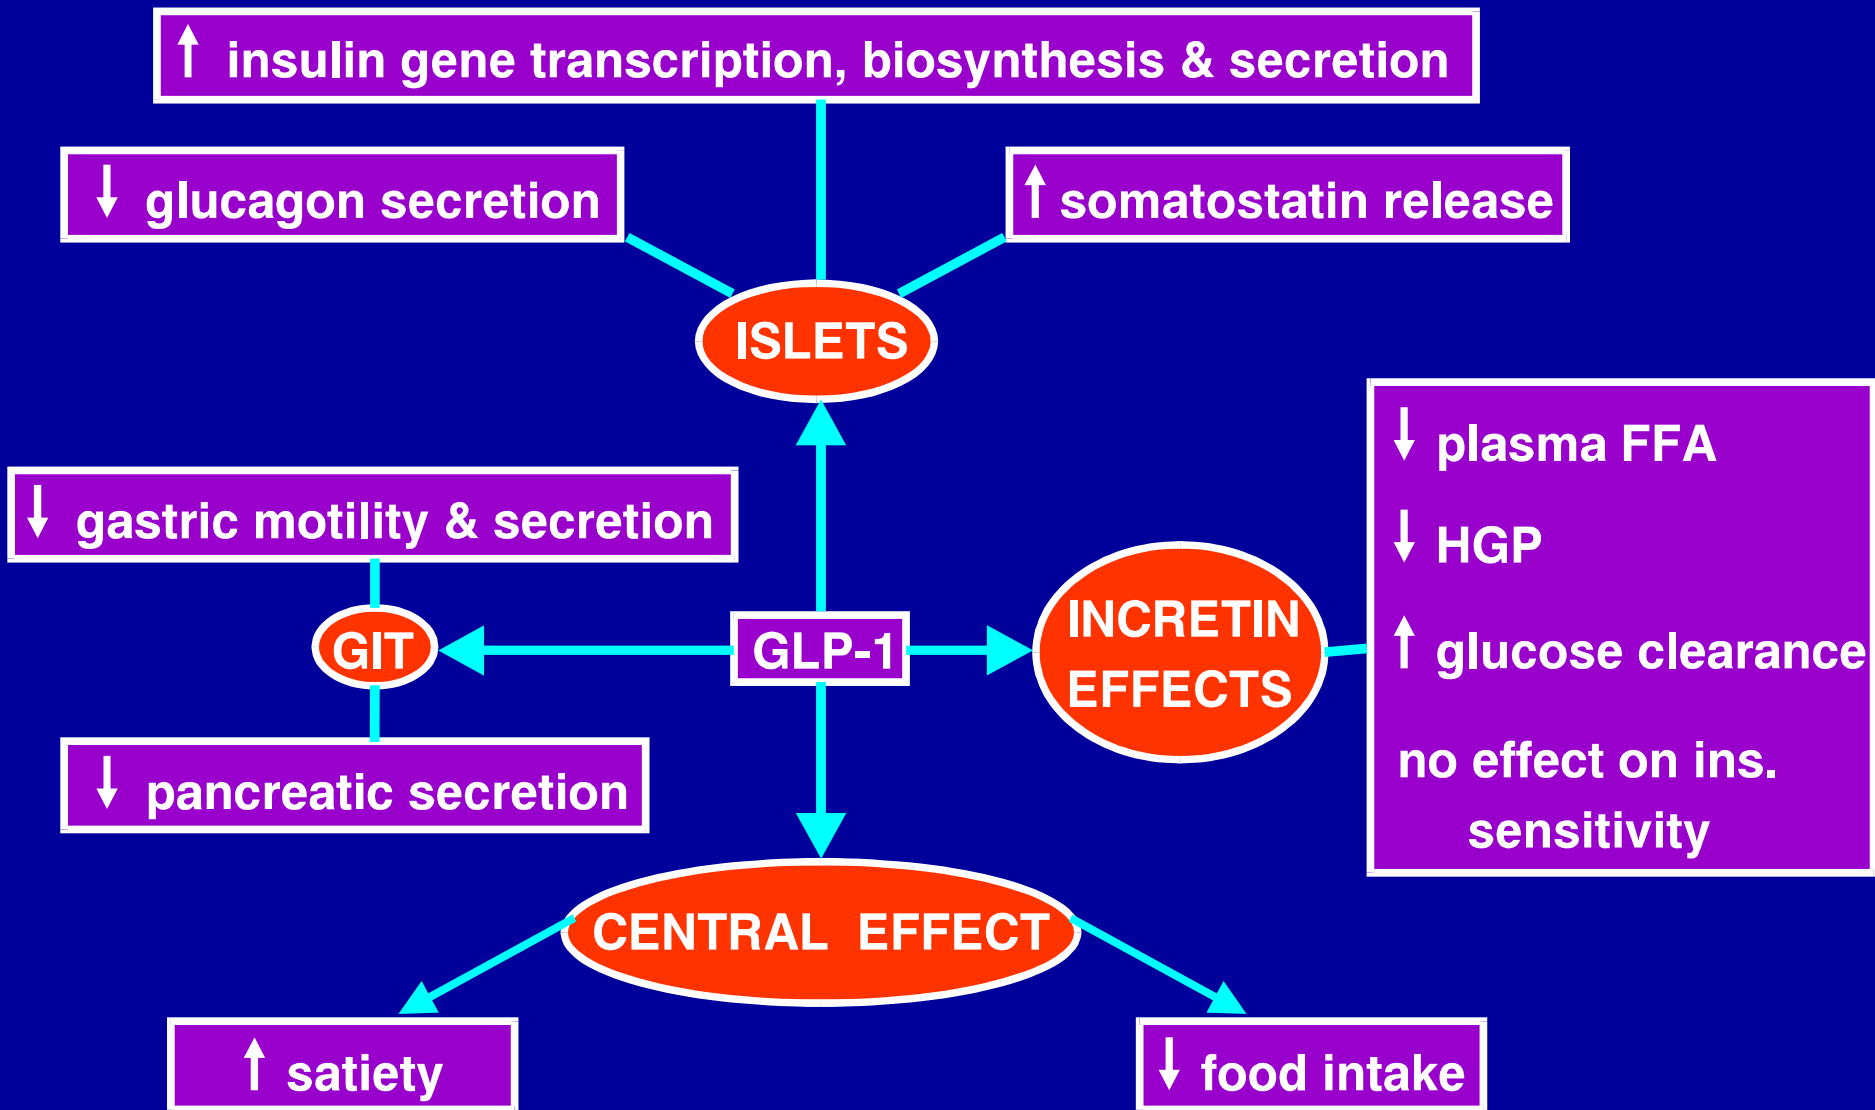 ↑ insulin gene transcription, biosynthesis & secretion
↓ glucagon secretion
↑ somatostatin release
ISLETS
↓ plasma FFA
↓ HGP
↑ glucose clearance
no effect on ins.
sensitivity
↓ gastric motility & secretion
GIT
GLP-1
INCRETIN
EFFECTS
↓ pancreatic secretion
CENTRAL EFFECT
↑ satiety
↓ food intake